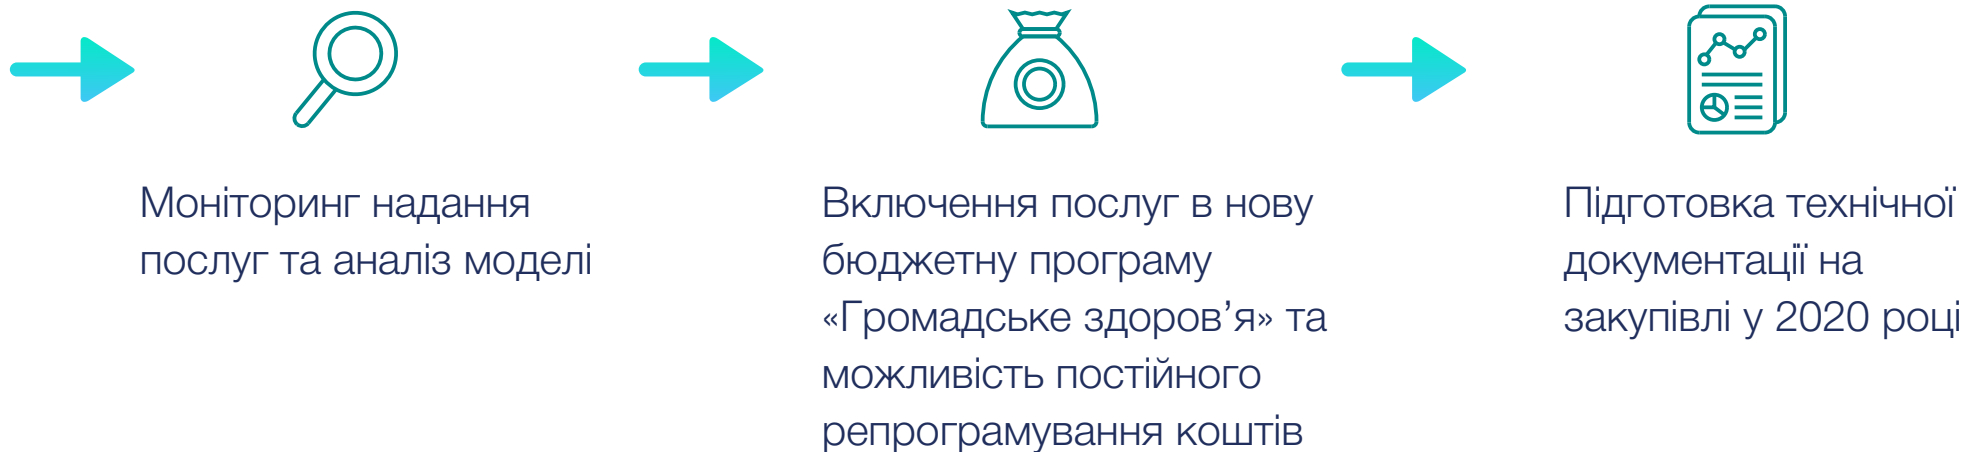 Моніторинг надання
послуг та аналіз моделі
Включення послуг в нову
бюджетну програму
«Громадське здоров’я» та
можливість постійного
репрограмування коштів
Підготовка технічної
документації на
закупівлі у 2020 році